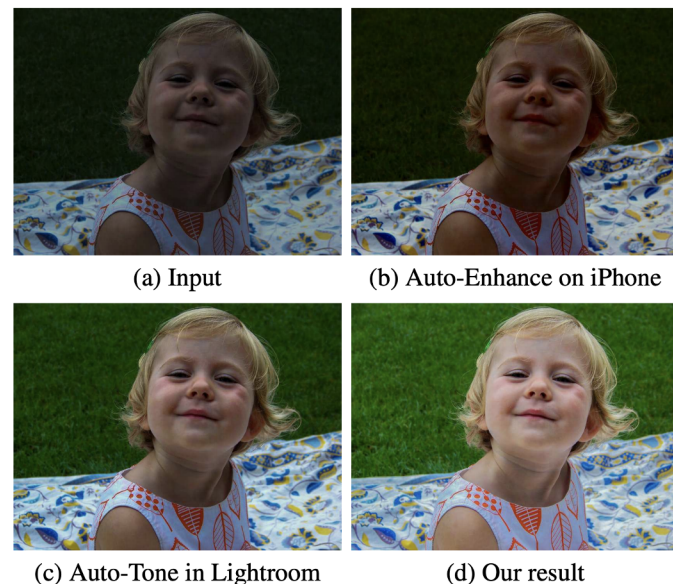 (a) Input
(b) Auto-Enhance on iPhone
(c) Auto-Tone in Lightroom
(d) Our result